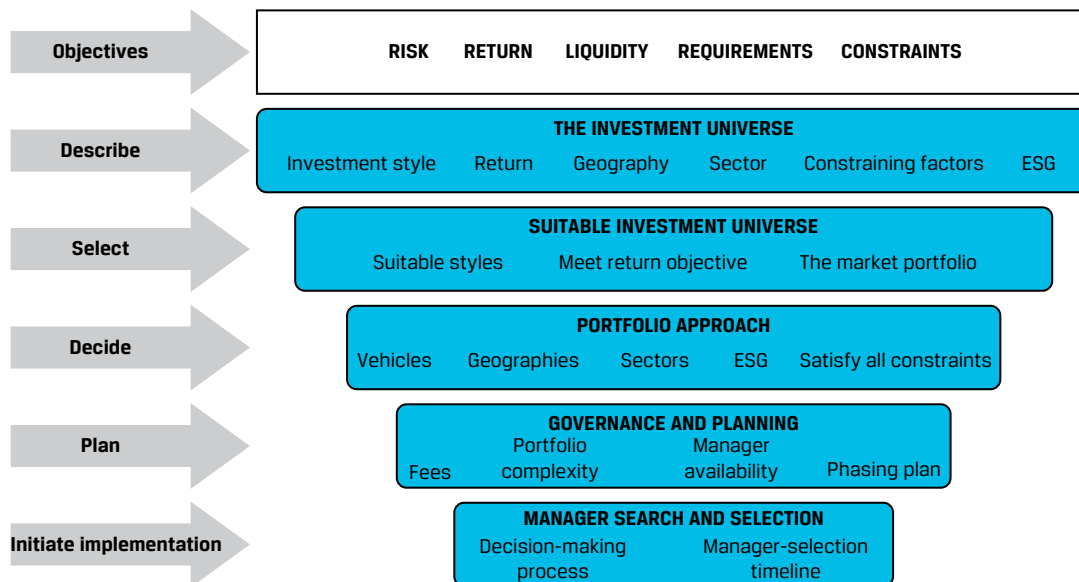 Objectives
RISK RETURN LIQUIDITY REQUIREMENTS CONSTRAINTS
Describe
THE INVESTMENT UNIVERSE
Investment style Return Geography Sector Constraining factors ESG
Select
SUITABLE INVESTMENT UNIVERSE
Suitable styles Meet return objective The market portfolio
Decide
PORTFOLIO APPROACH
Vehicles Geographies Sectors ESG Satisfy all constraints
Plan
GOVERNANCE AND PLANNING
Fees
Portfolio
complexity
Manager
availability
Phasing plan
Initiate implementation
MANAGER SEARCH AND SELECTION
Decision-making
process
Manager-selection
timeline